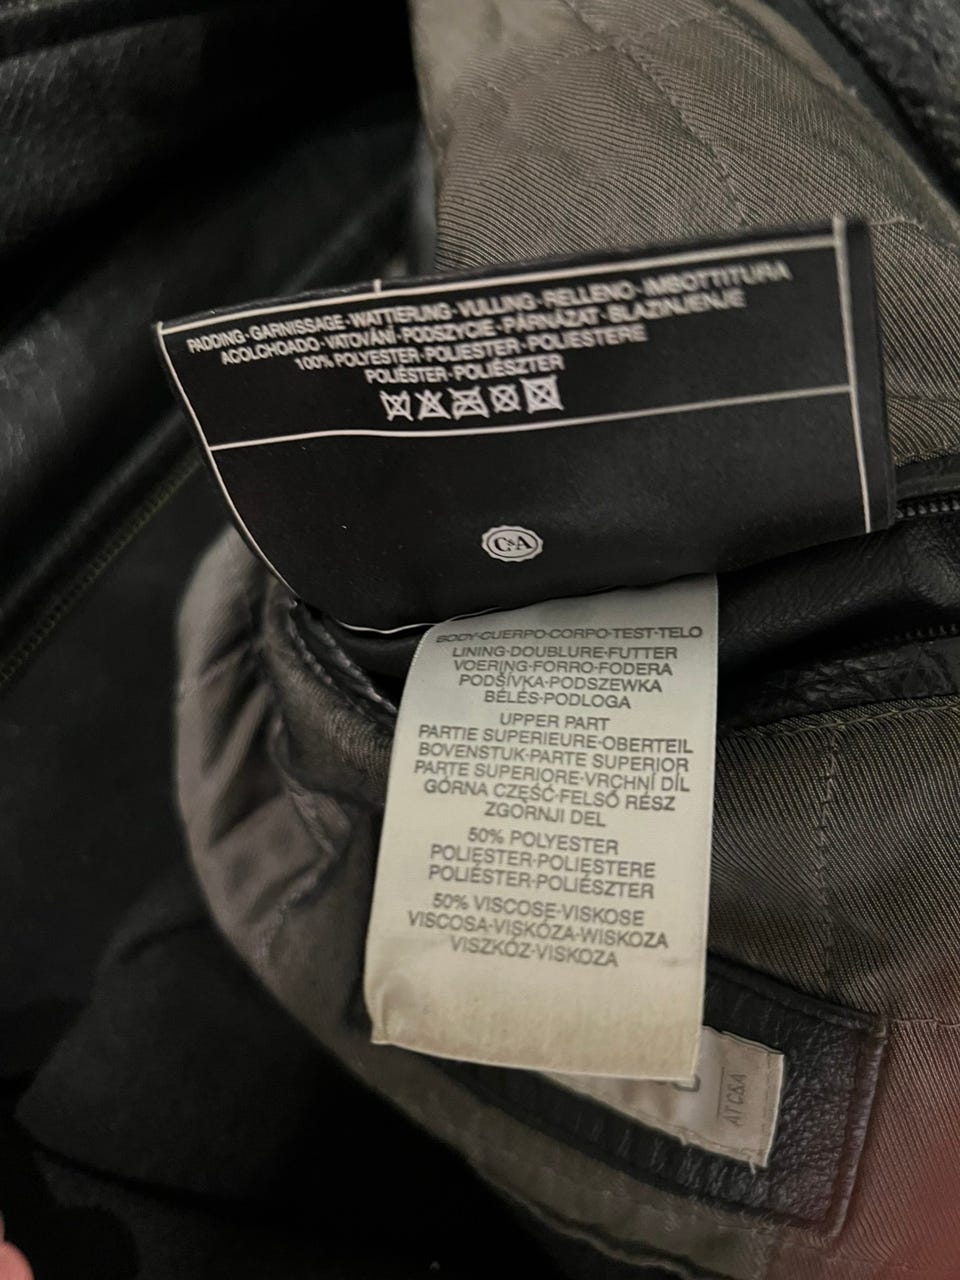 PADDING·GARNISSAGE·WATTIERUNG·VULLING·RELLENO·IMBOTTITURA
ACOLCHOADO·VATOVÁNÍ·PODSZYCIE·PÁRNÁZAT·BLAZINJENJE
100% POLYESTER·POLIESTER·POLIESTERE
POLIÉSTER·POLIÉSZTER
C&A
BODY·CUERPO·CORPO·TEST·TELO
LINING·DOUBLURE·FUTTER
VOERING·FORRO·FODERA
PODŠÍVKA·PODSZEWKA
BÉLÉS·PODLOGA
UPPER PART
PARTIE SUPERIEURE·OBERTEIL
BOVENSTUK·PARTE SUPERIOR
PARTE SUPERIORE·VRCHNÍ DÍL
GÓRNA CZĘŚĆ·FELSŐ RÉSZ
ZGORNJI DEL
50% POLYESTER
POLIESTER·POLIESTERE
POLIÉSTER·POLIÉSZTER
50% VISCOSE·VISKOSE
VISCOSA·VISKÓZA·WISKOZA
VISZKÓZ·VISKOZA
AT C&A